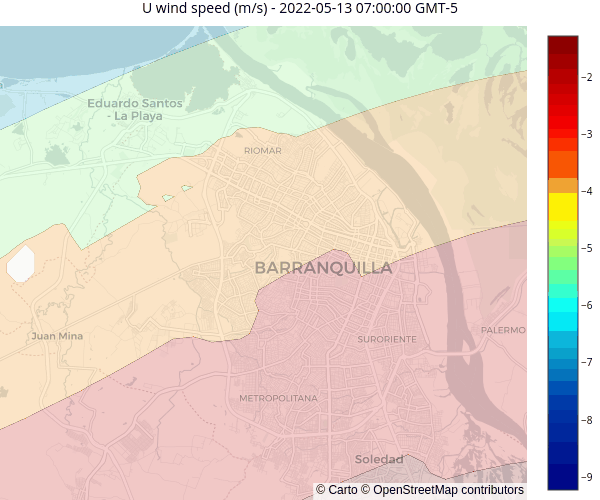 U wind speed (m/s) - 2022-05-13 07:00:00 GMT-5
Eduardo Santos
- La Playa
RIOMAR
BARRANQUILLA
Juan Mina
SURORIENTE
PALERMO
METROPOLITANA
Soledad
© Carto © OpenStreetMap contributors
−2
−3
−4
−5
−6
−7
−8
−9